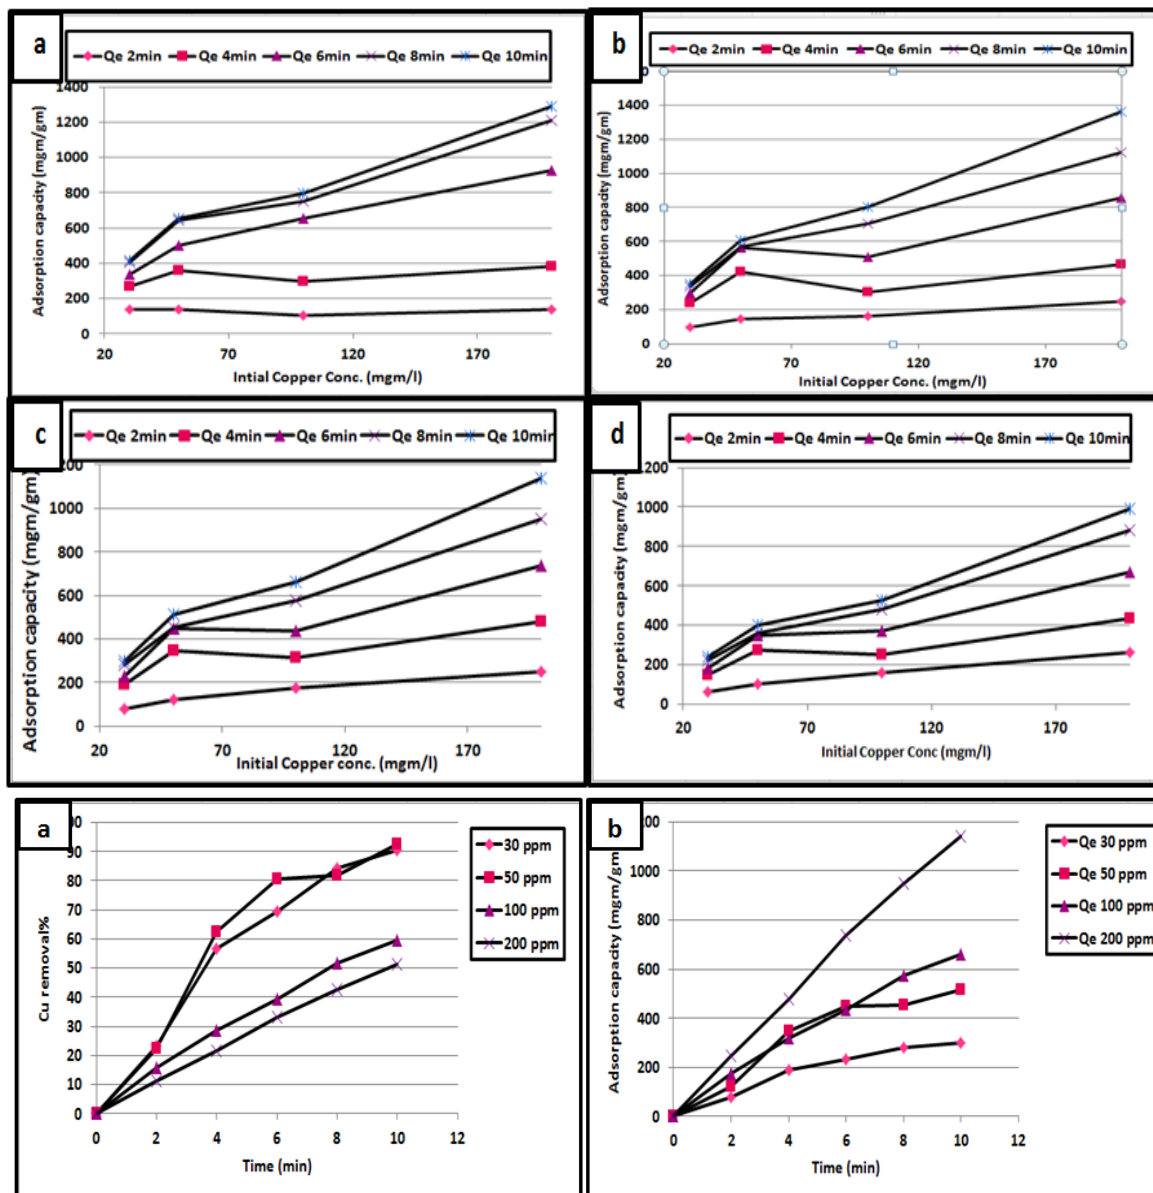 a
Qe 2min Qe 4min Qe 6min Qe 8min Qe 10min
1400
1200
1000
800
600
400
200
0
20 70 120 170
Adsorption capacity (mgm/gm)
Intial Copper Conc. (mgm/l)
b
Qe 2min Qe 4min Qe 6min Qe 8min Qe 10min
1400
1200
1000
800
600
400
200
0
20 70 120 170
Adsorption capacity (mgm/gm)
Initial Copper Conc. (mgm/l)
c
Qe 2min Qe 4min Qe 6min Qe 8min Qe 10min
1000
800
600
400
200
0
20 70 120 170
Adsorption capacity (mgm/gm)
Initial Copper conc. (mgm/l)
d
Qe 2min Qe 4min Qe 6min Qe 8min Qe 10min
1200
1000
800
600
400
200
0
20 70 120 170
Adsorption capacity (mgm/gm)
Initial Copper Conc (mgm/l)
a
90
80
70
60
50
40
30
20
10
0
0 2 4 6 8 10 12
Cu removal%
Time (min)
30 ppm
50 ppm
100 ppm
200 ppm
b
1000
800
600
400
200
0
0 2 4 6 8 10 12
Adsorption capacity (mgm/gm)
Time (min)
Qe 30 ppm
Qe 50 ppm
Qe 100 ppm
Qe 200 ppm